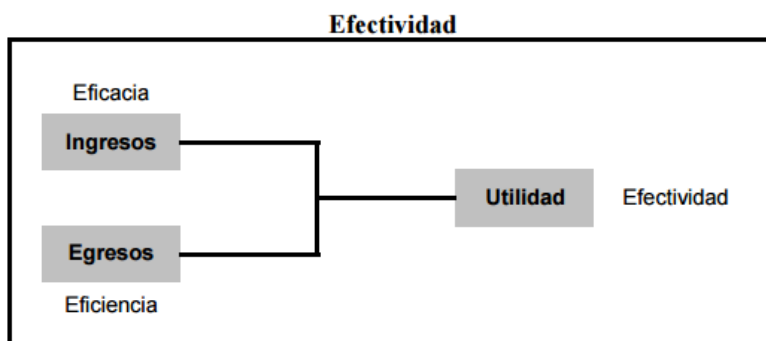 Efectividad
Eficacia
Ingresos
Utilidad
Efectividad
Egresos
Eficiencia